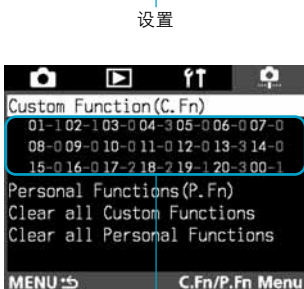 设置
Custom Function(C.Fn)
01-1 02-1 03-0 04-3 05-0 06-0 07-0
08-0 09-0 10-0 11-0 12-0 13-3 14-0
15-0 16-0 17-2 18-2 19-1 20-3 00-1
Personal Functions(P.Fn)
Clear all Custom Functions
Clear all Personal Functions
MENU C.Fn/P.Fn Menu